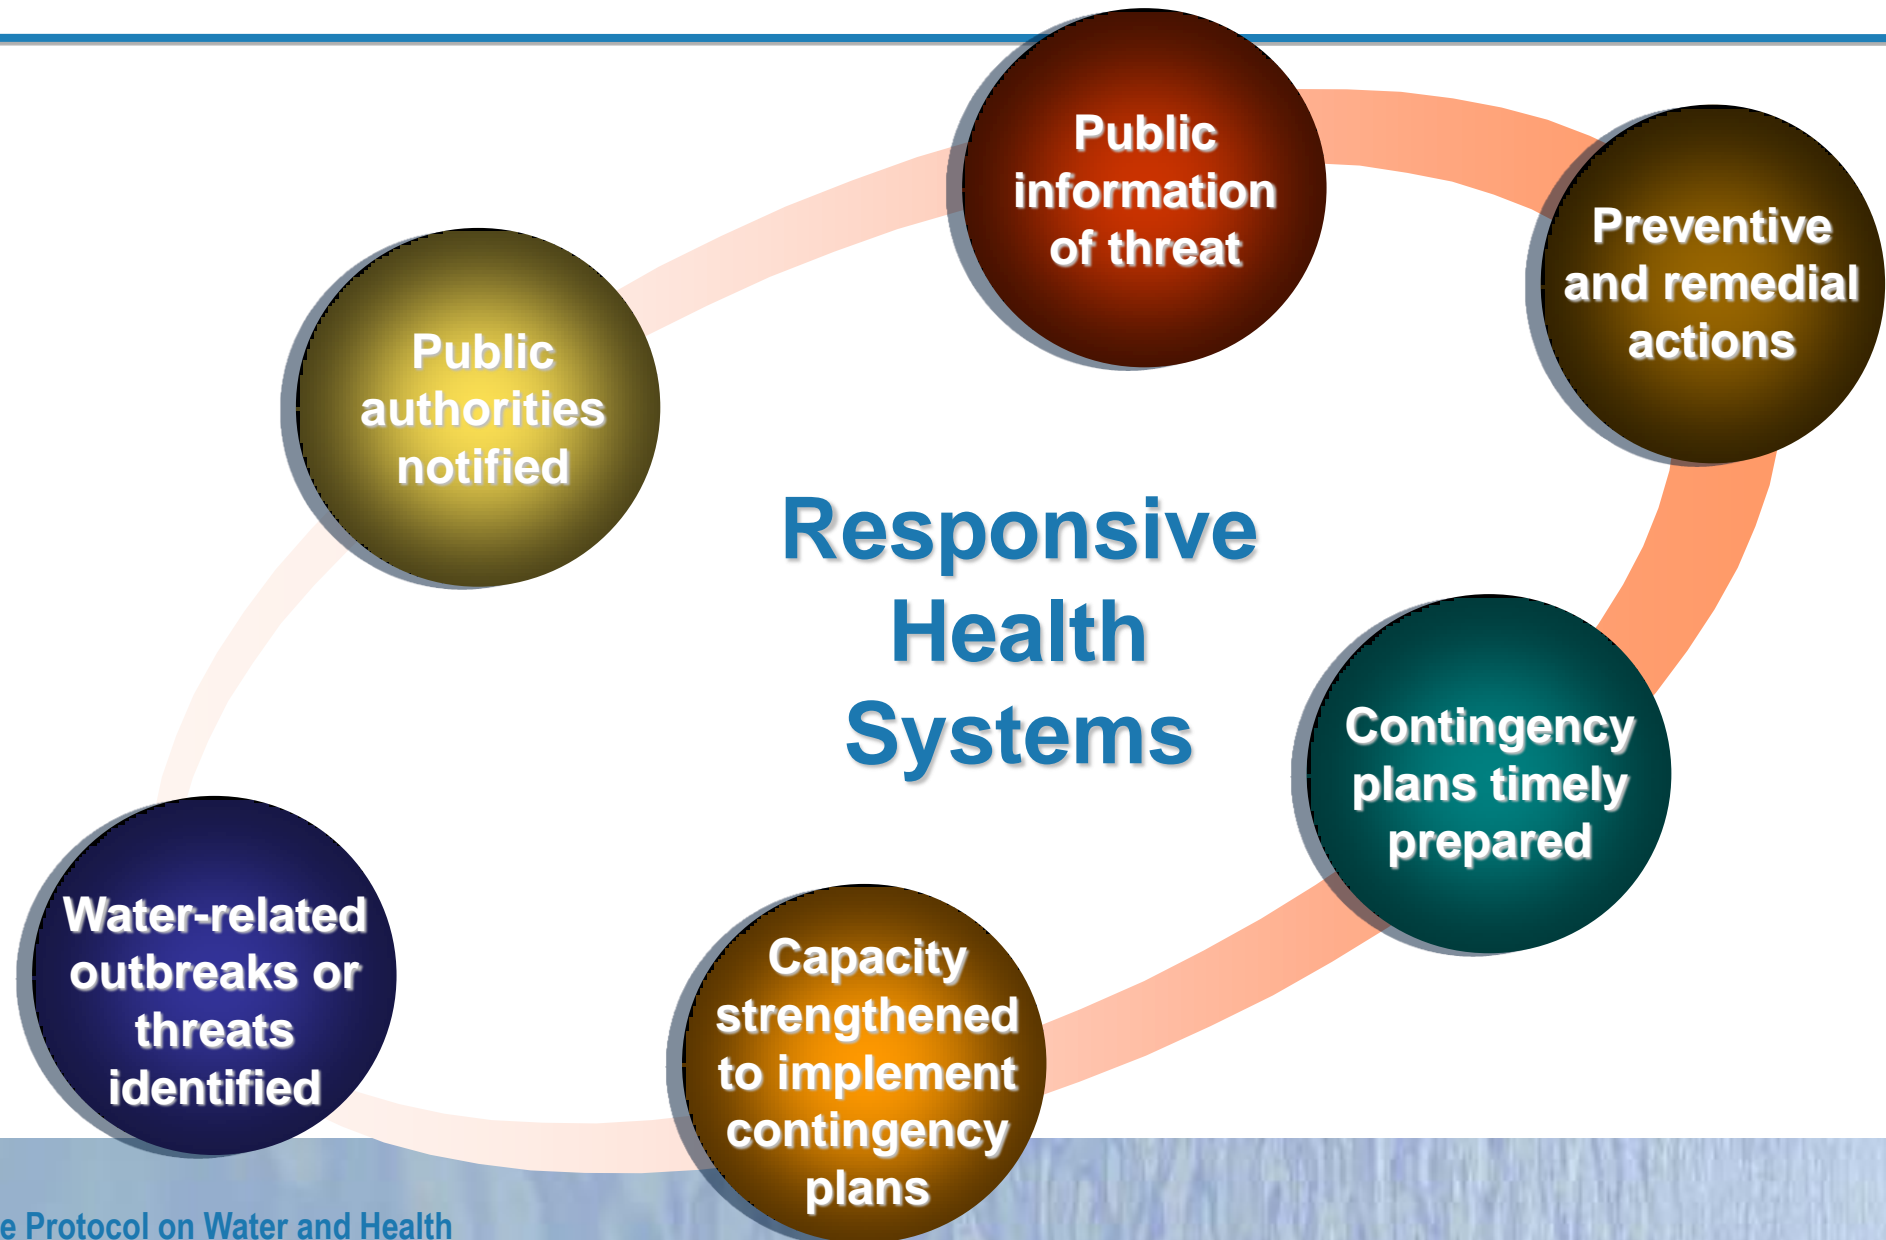 Public
information
of threat
Preventive
and remedial
actions
Public
authorities
notified
Responsive
Health
Systems
Contingency
plans timely
prepared
Water-related
outbreaks or
threats
identified
Capacity
strengthened
to implement
contingency
plans
e Protocol on Water and Health